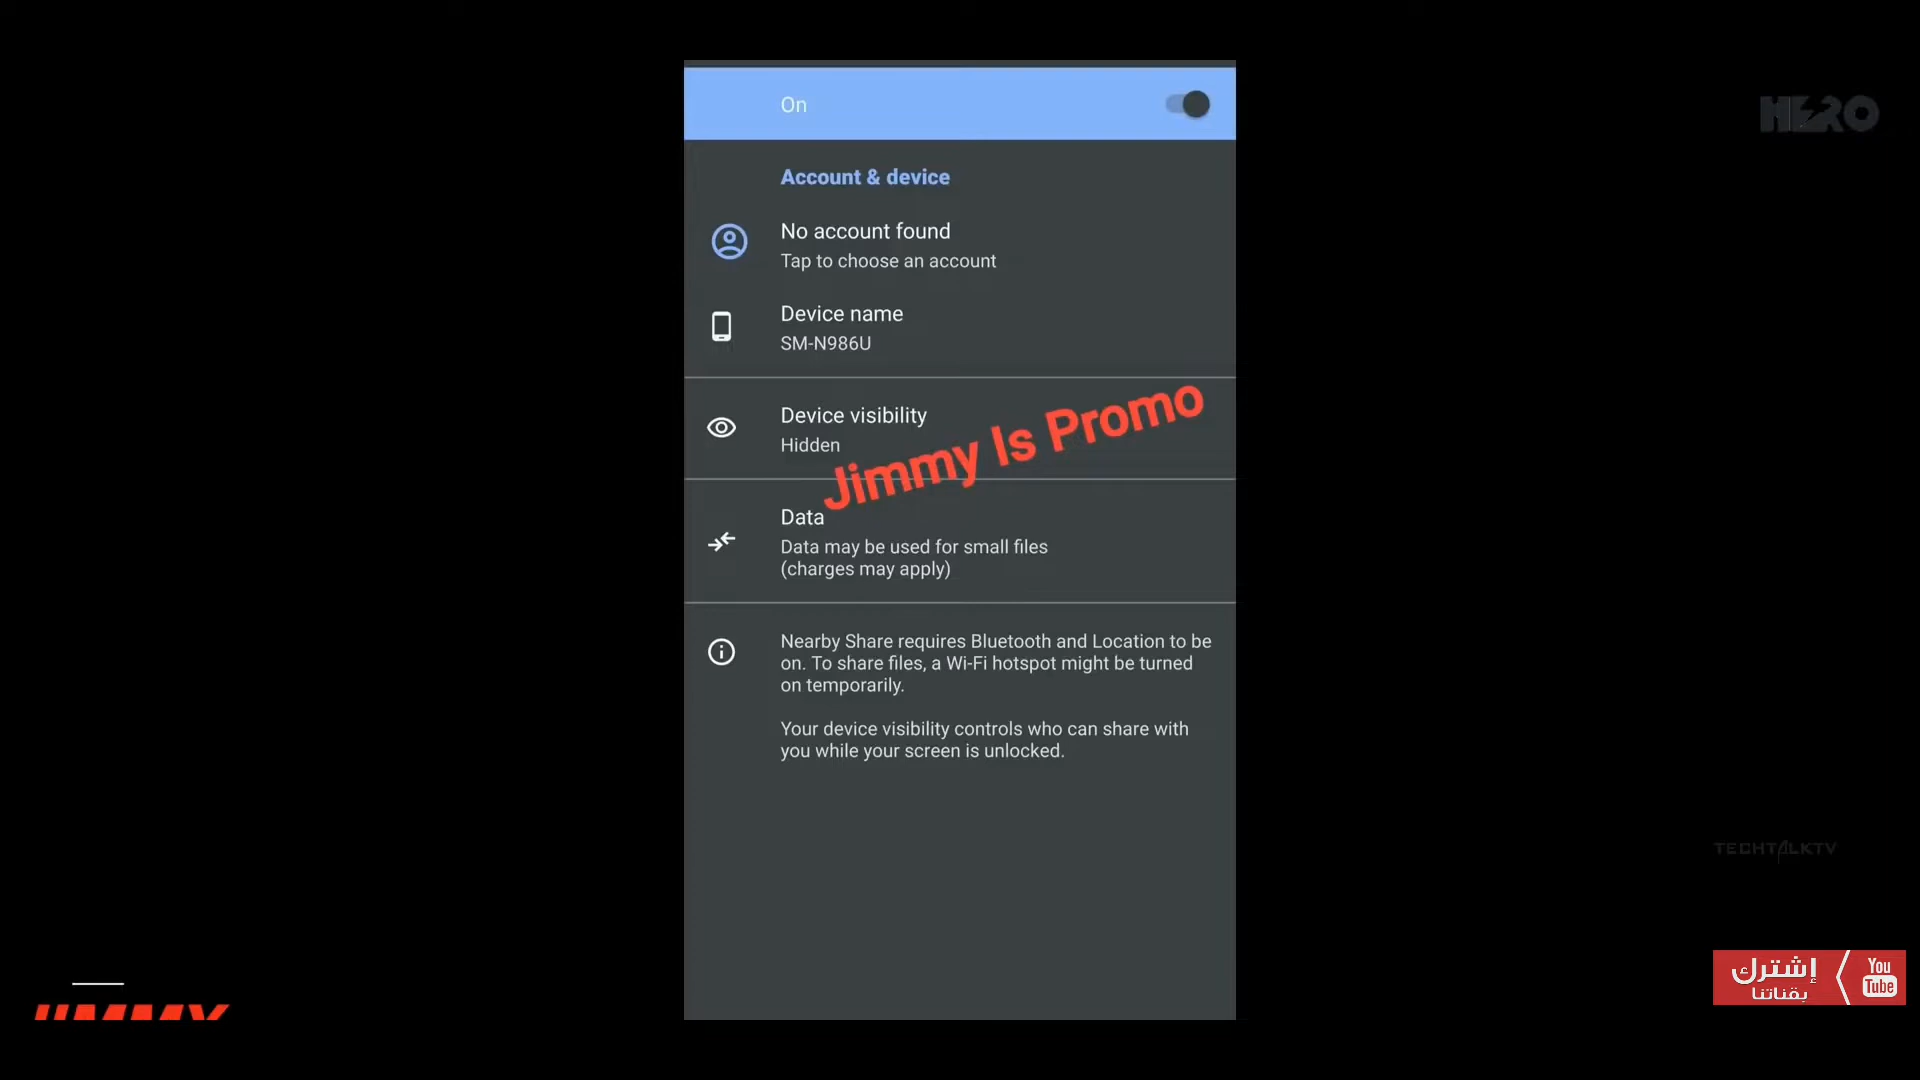 On
HERO
Account & device
No account found
Tap to choose an account
Device name
SM-N986U
Device visibility
Hidden
Jimmy Is Promo
Data
Data may be used for small files
(charges may apply)
Nearby Share requires Bluetooth and Location to be
on. To share files, a Wi-Fi hotspot might be turned
on temporarily.
Your device visibility controls who can share with
you while your screen is unlocked.
TECHTALKTV
إشترك
بقناتنا
You
Tube
JIMMY